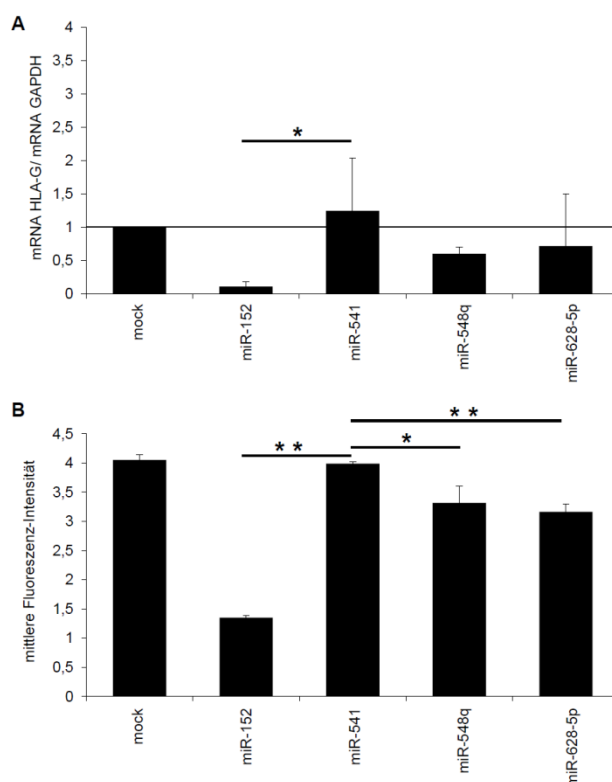 A
mRNA HLA-G/ mRNA GAPDH
4
3,5
3
2,5
2
1,5
1
0,5
0
*
mock
miR-152
miR-541
miR-548q
miR-628-5p
B
mittlere Fluoreszenz-Intensität
4,5
4
3,5
3
2,5
2
1,5
1
0,5
0
* *
*
* *
mock
miR-152
miR-541
miR-548q
miR-628-5p